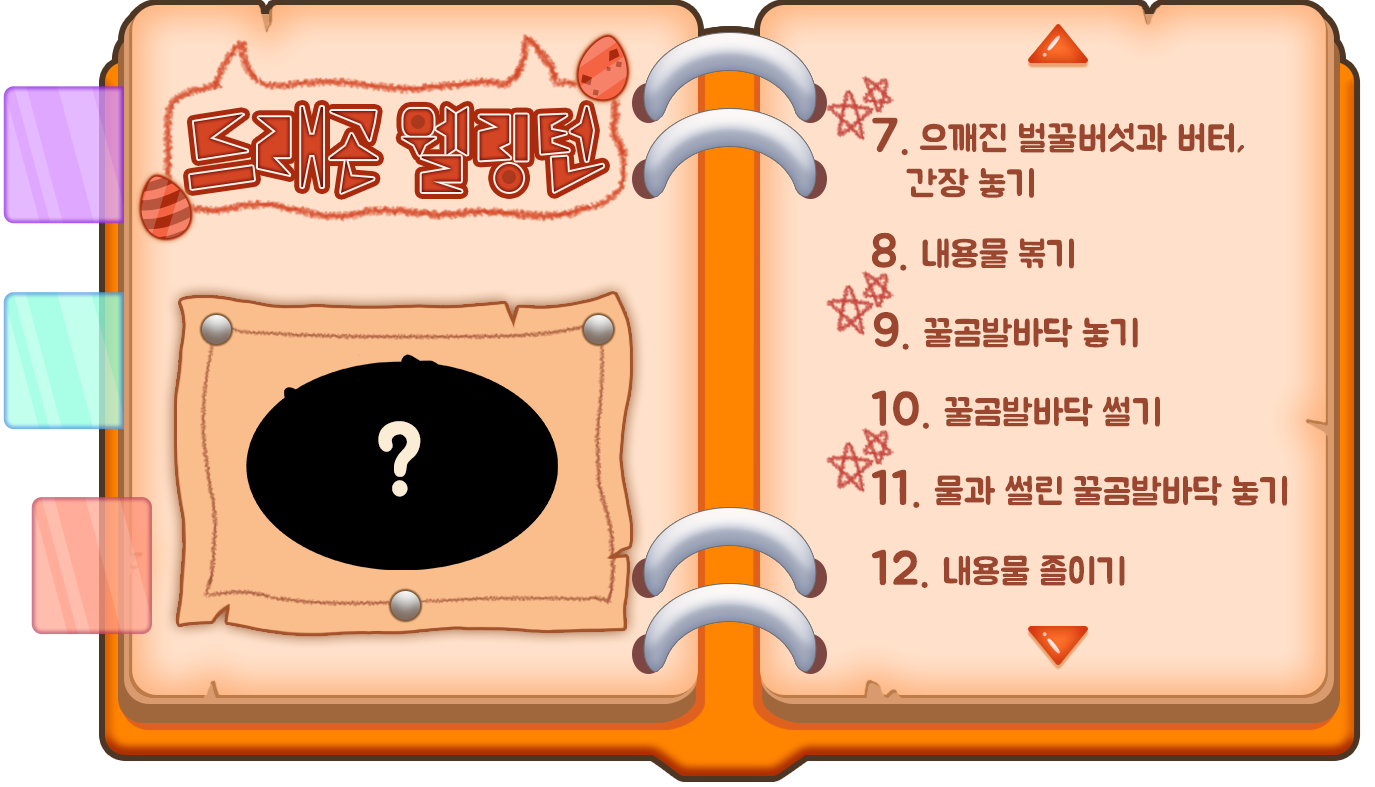 드래곤 웰링턴
?
7. 으깨진 벌꿀버섯과 버터,
간장 놓기
8. 내용물 볶기
9. 꿀곰발바닥 놓기
10. 꿀곰발바닥 썰기
11. 물과 썰린 꿀곰발바닥 놓기
12. 내용물 졸이기